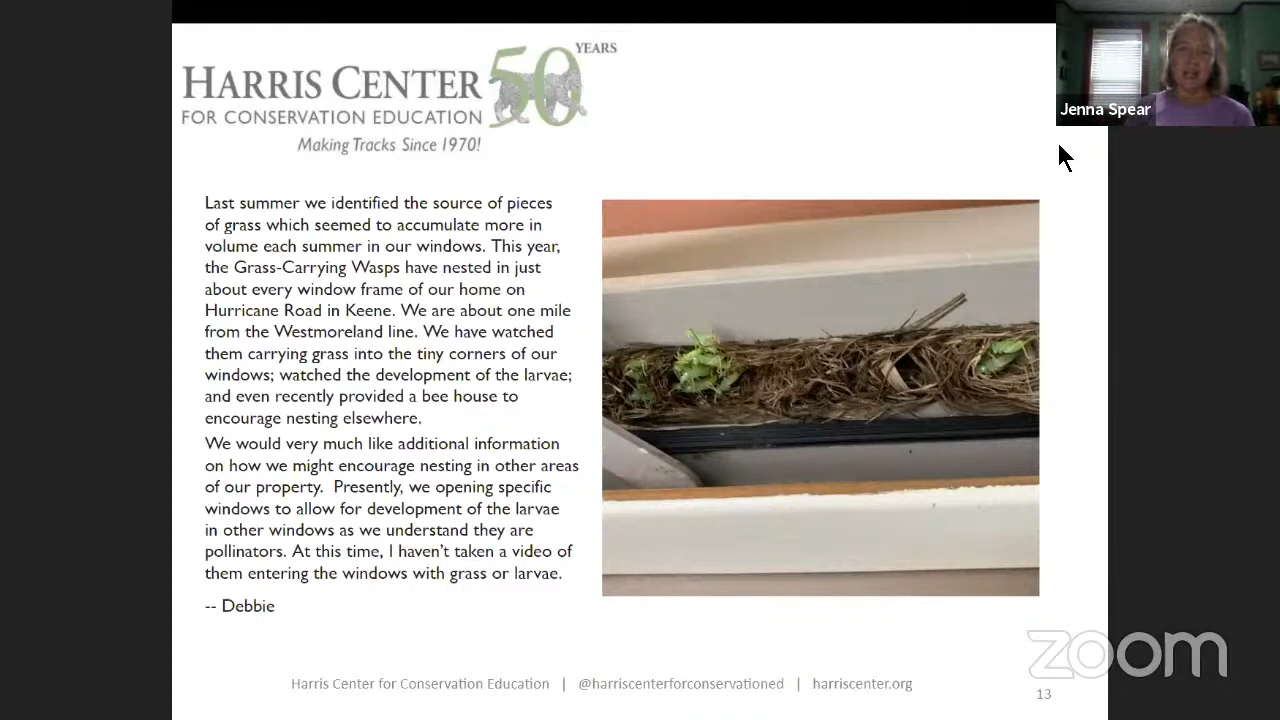 HARRIS CENTER 50 YEARS
FOR CONSERVATION EDUCATION
Making Tracks Since 1970!
Jenna Spear
Last summer we identified the source of pieces
of grass which seemed to accumulate more in
volume each summer in our windows. This year,
the Grass-Carrying Wasps have nested in just
about every window frame of our home on
Hurricane Road in Keene. We are about one mile
from the Westmoreland line. We have watched
them carrying grass into the tiny corners of our
windows; watched the development of the larvae;
and even recently provided a bee house to
encourage nesting elsewhere.
We would very much like additional information
on how we might encourage nesting in other areas
of our property. Presently, we opening specific
windows to allow for development of the larvae
in other windows as we understand they are
pollinators. At this time, I haven't taken a video of
them entering the windows with grass or larvae.
-- Debbie
zoom
Harris Center for Conservation Education | @harriscenterforconservationed | harriscenter.org
13